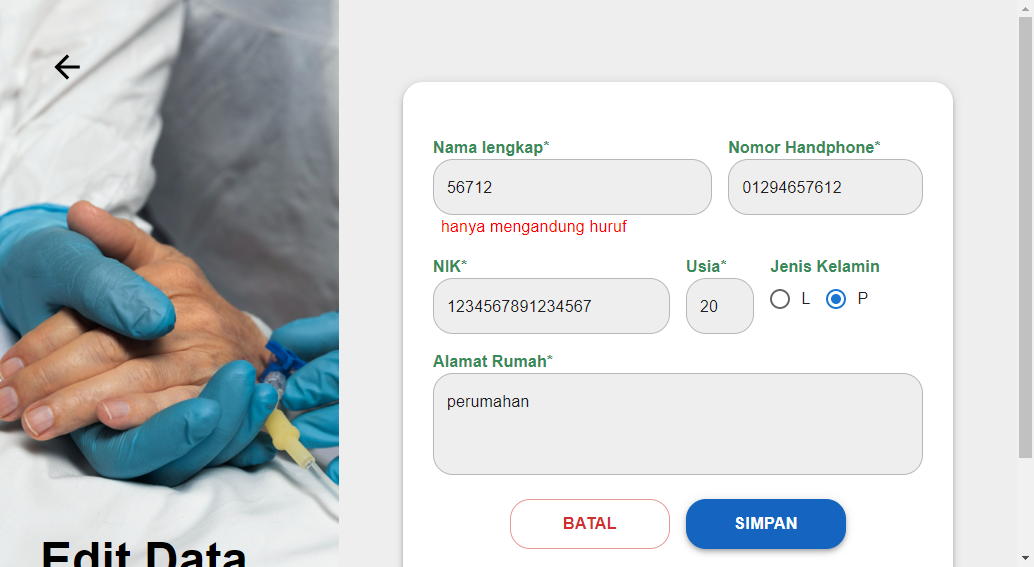 Nama lengkap*
Nomor Handphone*
56712
01294657612
hanya mengandung huruf
NIK*
Usia*
Jenis Kelamin
1234567891234567
20
L
P
Alamat Rumah*
perumahan
BATAL
SIMPAN
Edit Data